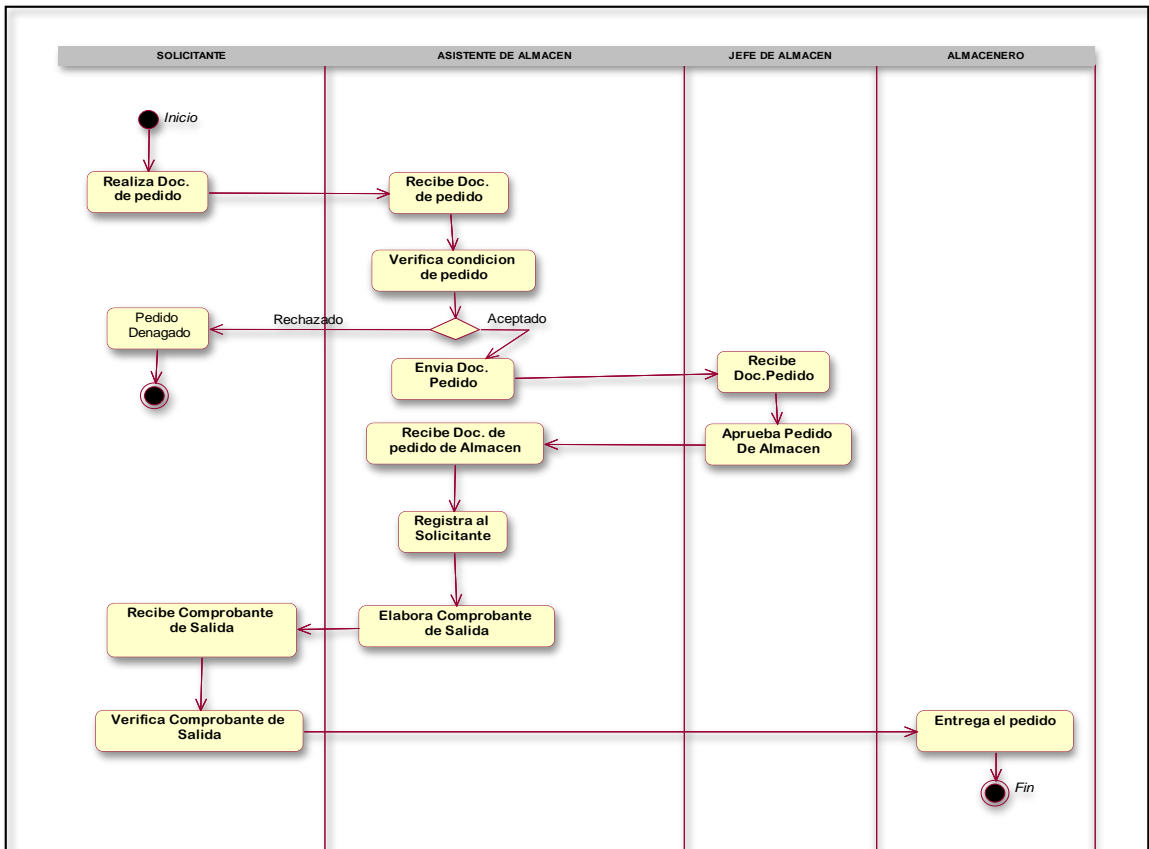 SOLICITANTE
ASISTENTE DE ALMACEN
JEFE DE ALMACEN
ALMACENERO
Inicio
Realiza Doc.
de pedido
Recibe Doc.
de pedido
Verifica condicion
de pedido
Pedido
Denagado
Rechazado
Aceptado
Envia Doc.
Pedido
Recibe
Doc.Pedido
Recibe Doc. de
pedido de Almacen
Aprueba Pedido
De Almacen
Registra al
Solicitante
Recibe Comprobante
de Salida
Elabora Comprobante
de Salida
Verifica Comprobante de
Salida
Entrega el pedido
Fin